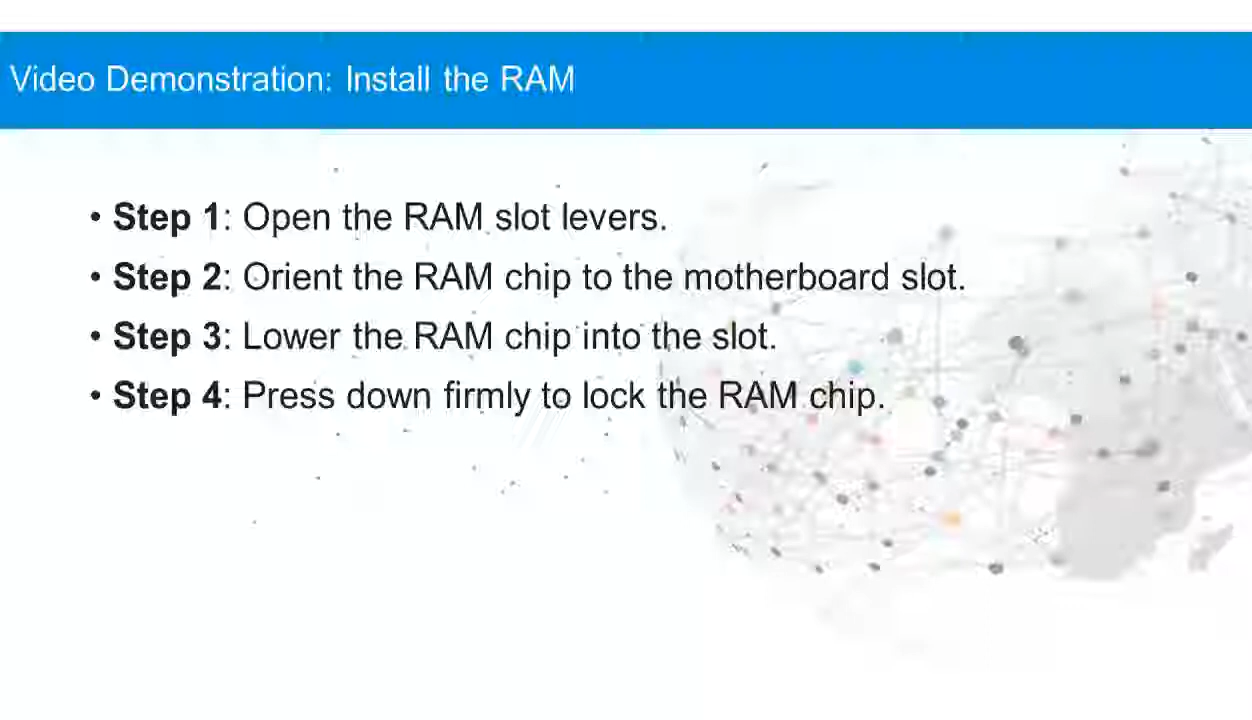 Video Demonstration: Install the RAM
• Step 1: Open the RAM slot levers.
• Step 2: Orient the RAM chip to the motherboard slot.
• Step 3: Lower the RAM chip into the slot.
• Step 4: Press down firmly to lock the RAM chip.